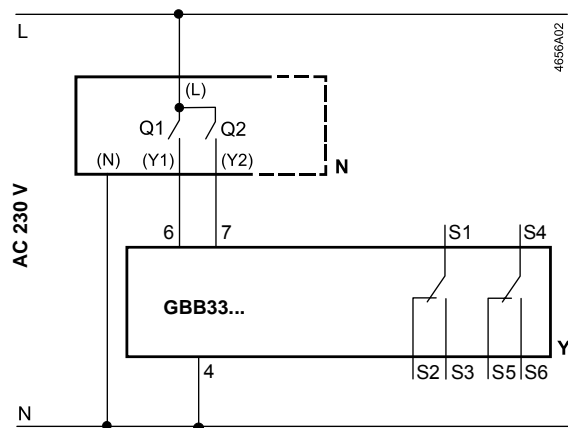 L
4656A02
(L)
Q1 Q2
(N) (Y1) (Y2) N
AC 230 V
6 7 S1 S4
GBB33...
Y
4 S2 S3 S5 S6
N